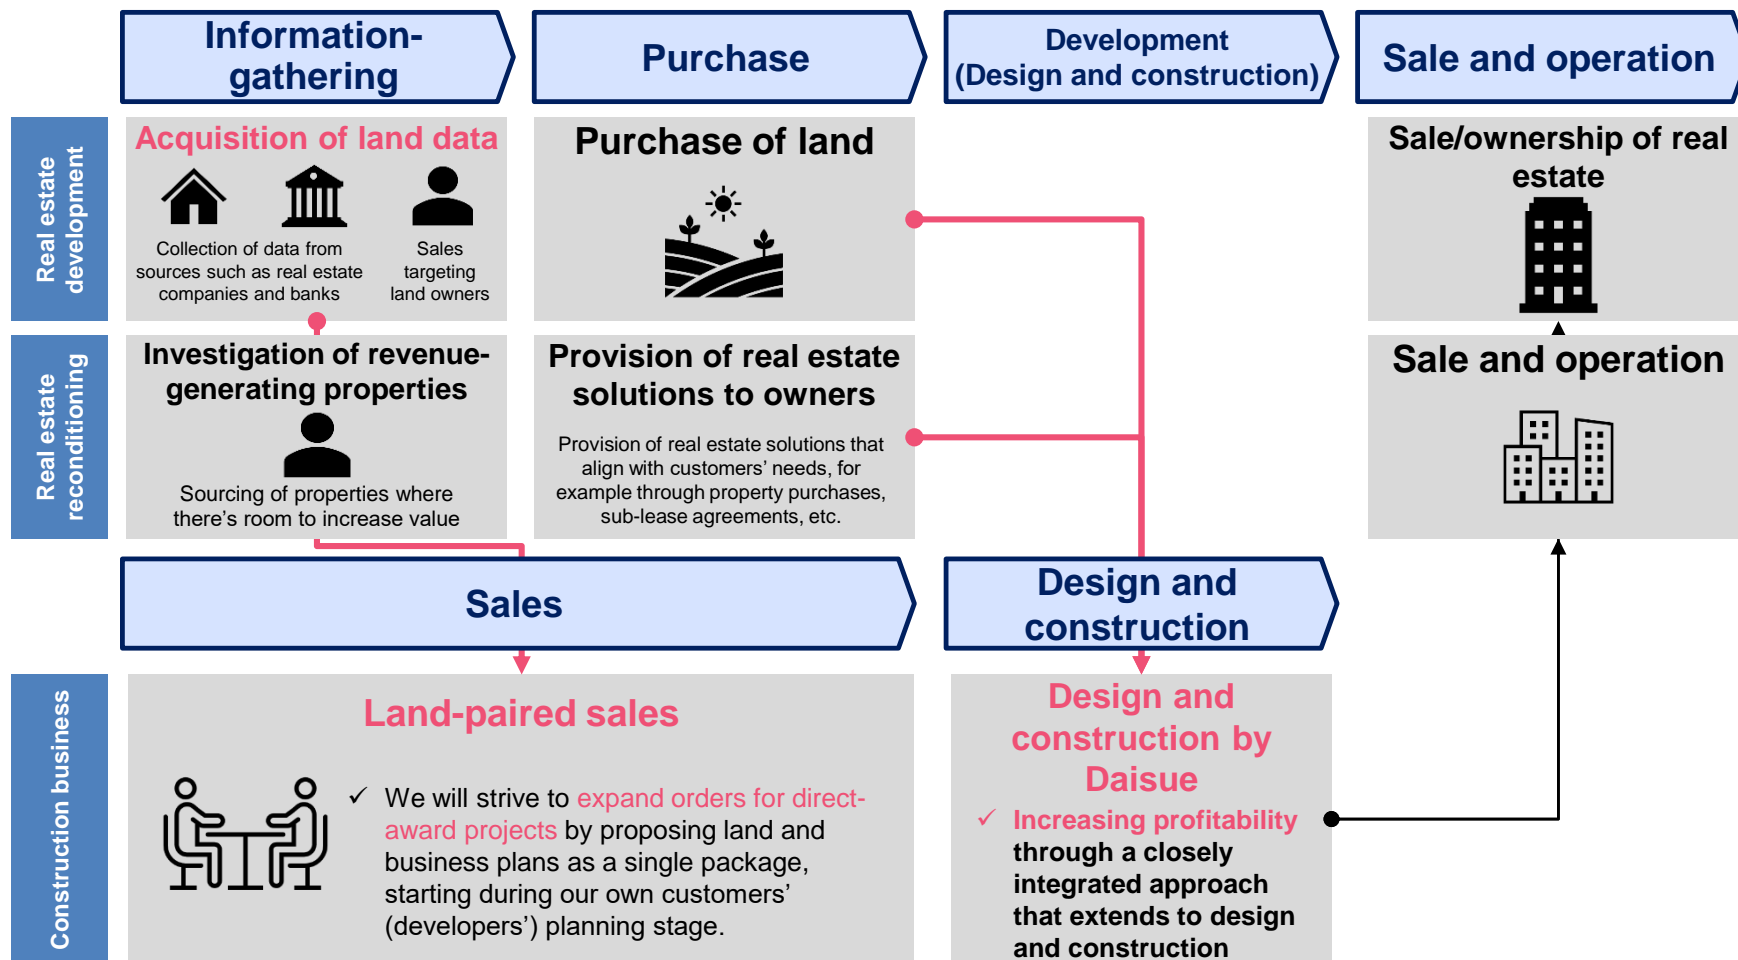 Information-
gathering
Purchase
Development
(Design and construction)
Sale and operation
Real estate
development
Acquisition of land data
Collection of data from
sources such as real estate
companies and banks
Sales
targeting
land owners
Purchase of land
Sale/ownership of real
estate
Real estate
reconditioning
Investigation of revenue-
generating properties
Sourcing of properties where
there's room to increase value
Provision of real estate
solutions to owners
Provision of real estate solutions that
align with customers’ needs, for
example through property purchases,
sub-lease agreements, etc.
Sale and operation
Sales
Design and
construction
Construction business
Land-paired sales
✓ We will strive to expand orders for direct-
award projects by proposing land and
business plans as a single package,
starting during our own customers’
(developers’) planning stage.
Design and
construction by
Daisue
✓ Increasing profitability
through a closely
integrated approach
that extends to design
and construction